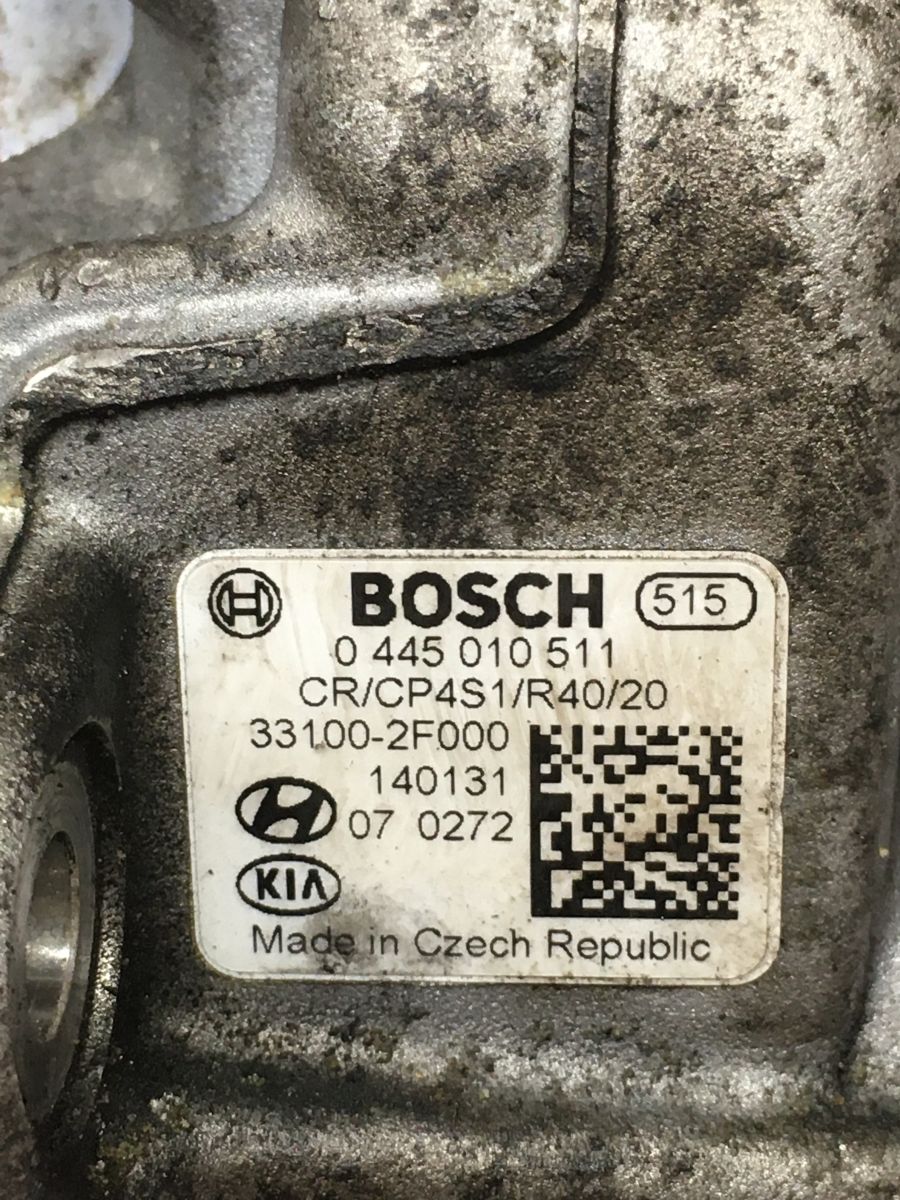 BOSCH 515
0 445 010 511
CR/CP4S1/R40/20
33100-2F000
140131
07 0272
KIA
Made in Czech Republic